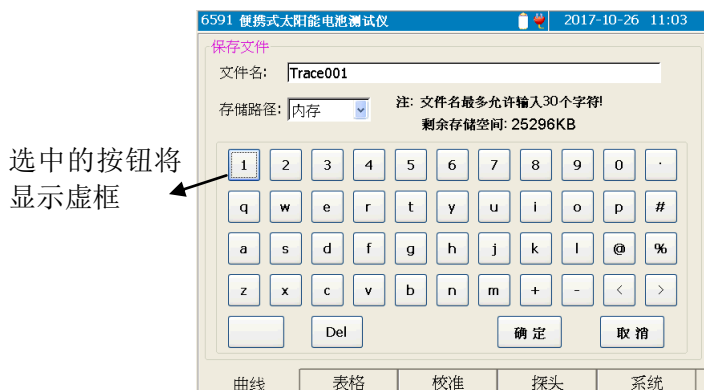 6591 便携式太阳能电池测试仪 2017-10-26 11:03
保存文件
文件名: Trace001
存储路径: 内存 注: 文件名最多允许输入30个字符!
剩余存储空间: 25296KB
选中的按钮将
显示虚框
1 2 3 4 5 6 7 8 9 0 ·
q w e r t y u i o p #
a s d f g h j k l @ %
z x c v b n m + - < >
Del 确定 取消
曲线 表格 校准 探头 系统